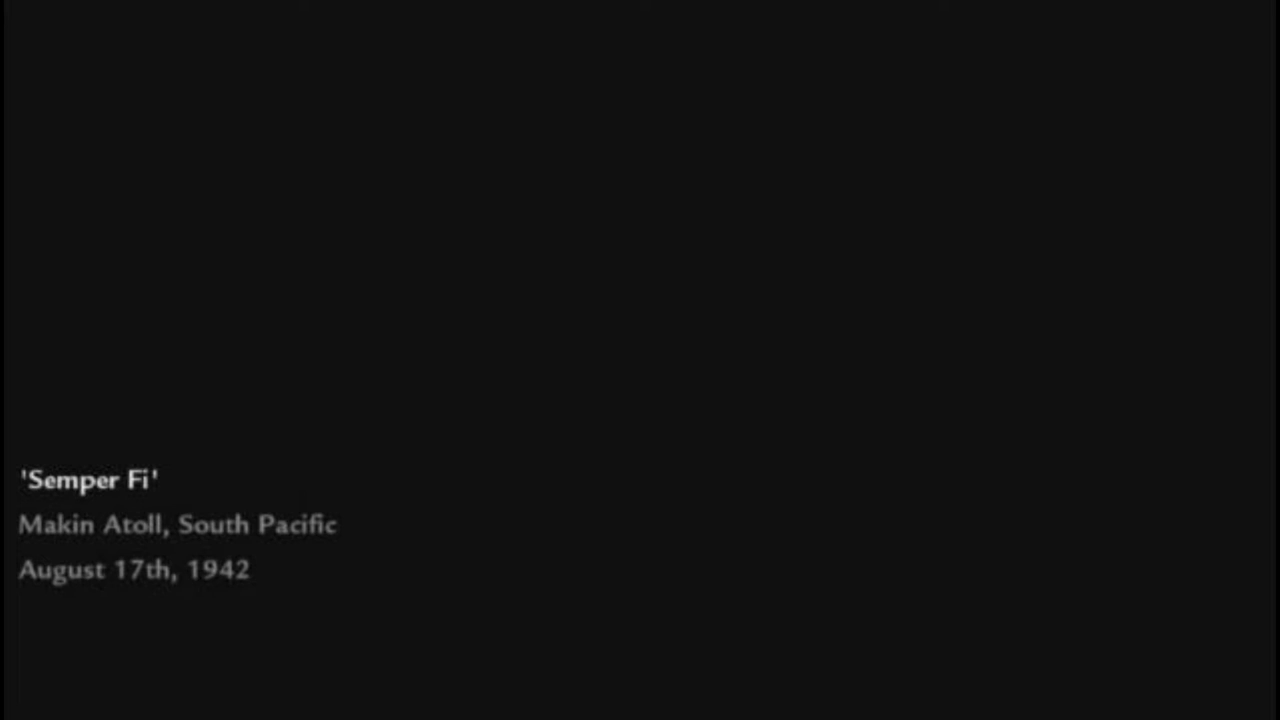 'Semper Fi'
Makin Atoll, South Pacific
August 17th, 1942